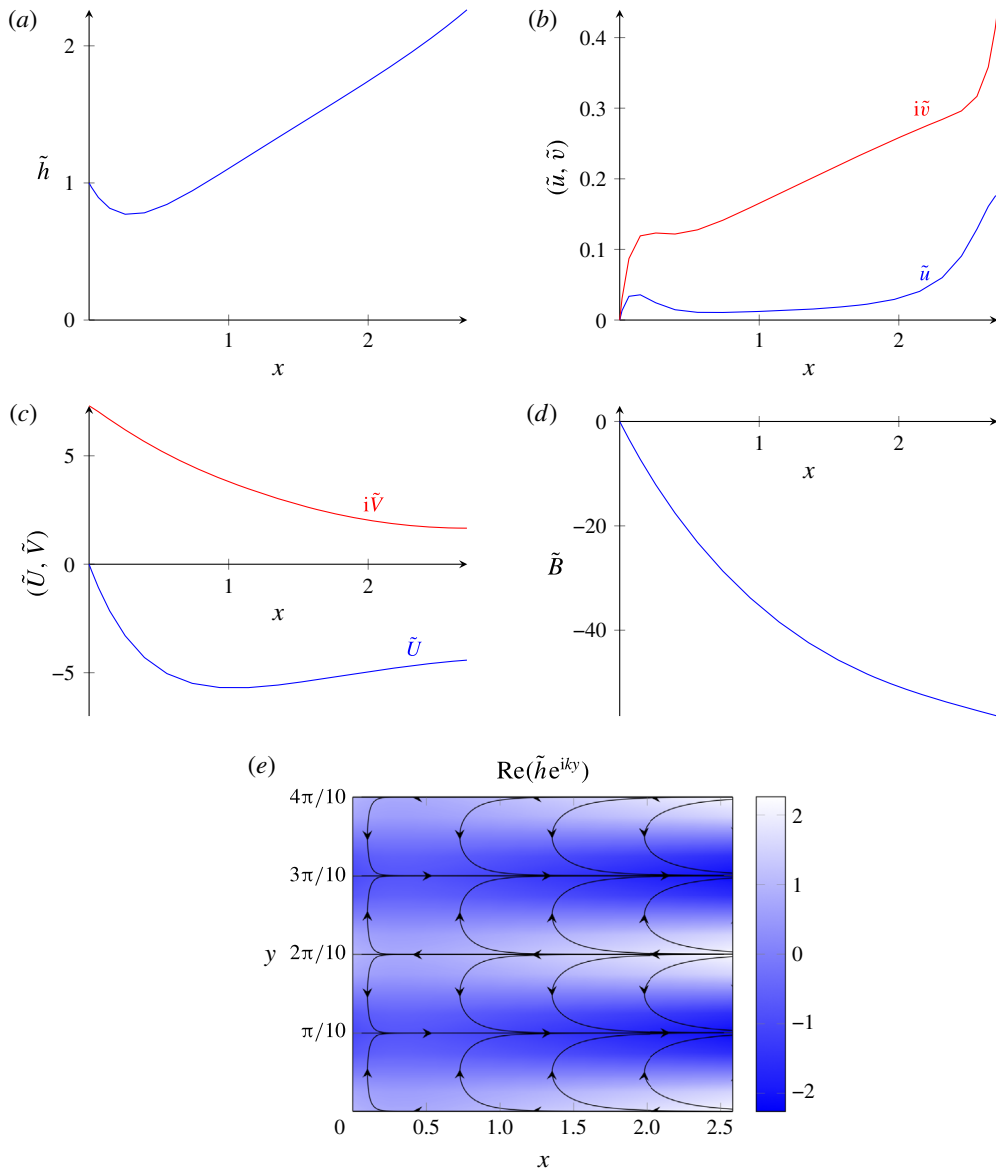 (a)
2
h̃
1
0
1
2
x
(b)
0.4
0.3
0.2
0.1
0
(ũ, ṽ)
iṽ
ũ
1
2
x
(c)
5
0
−5
(Ũ, Ṽ)
iṼ
1
2
x
Ũ
(d)
0
−20
−40
B̃
1
2
x
(e)
Re(h̃e^{iky})
4π/10
3π/10
y
2π/10
π/10
0
0.5
1.0
1.5
2.0
2.5
x
2
1
0
−1
−2